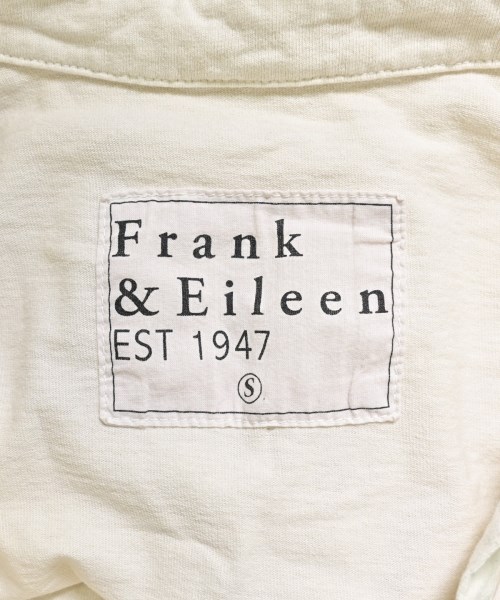 Frank
& Eileen
EST 1947
S